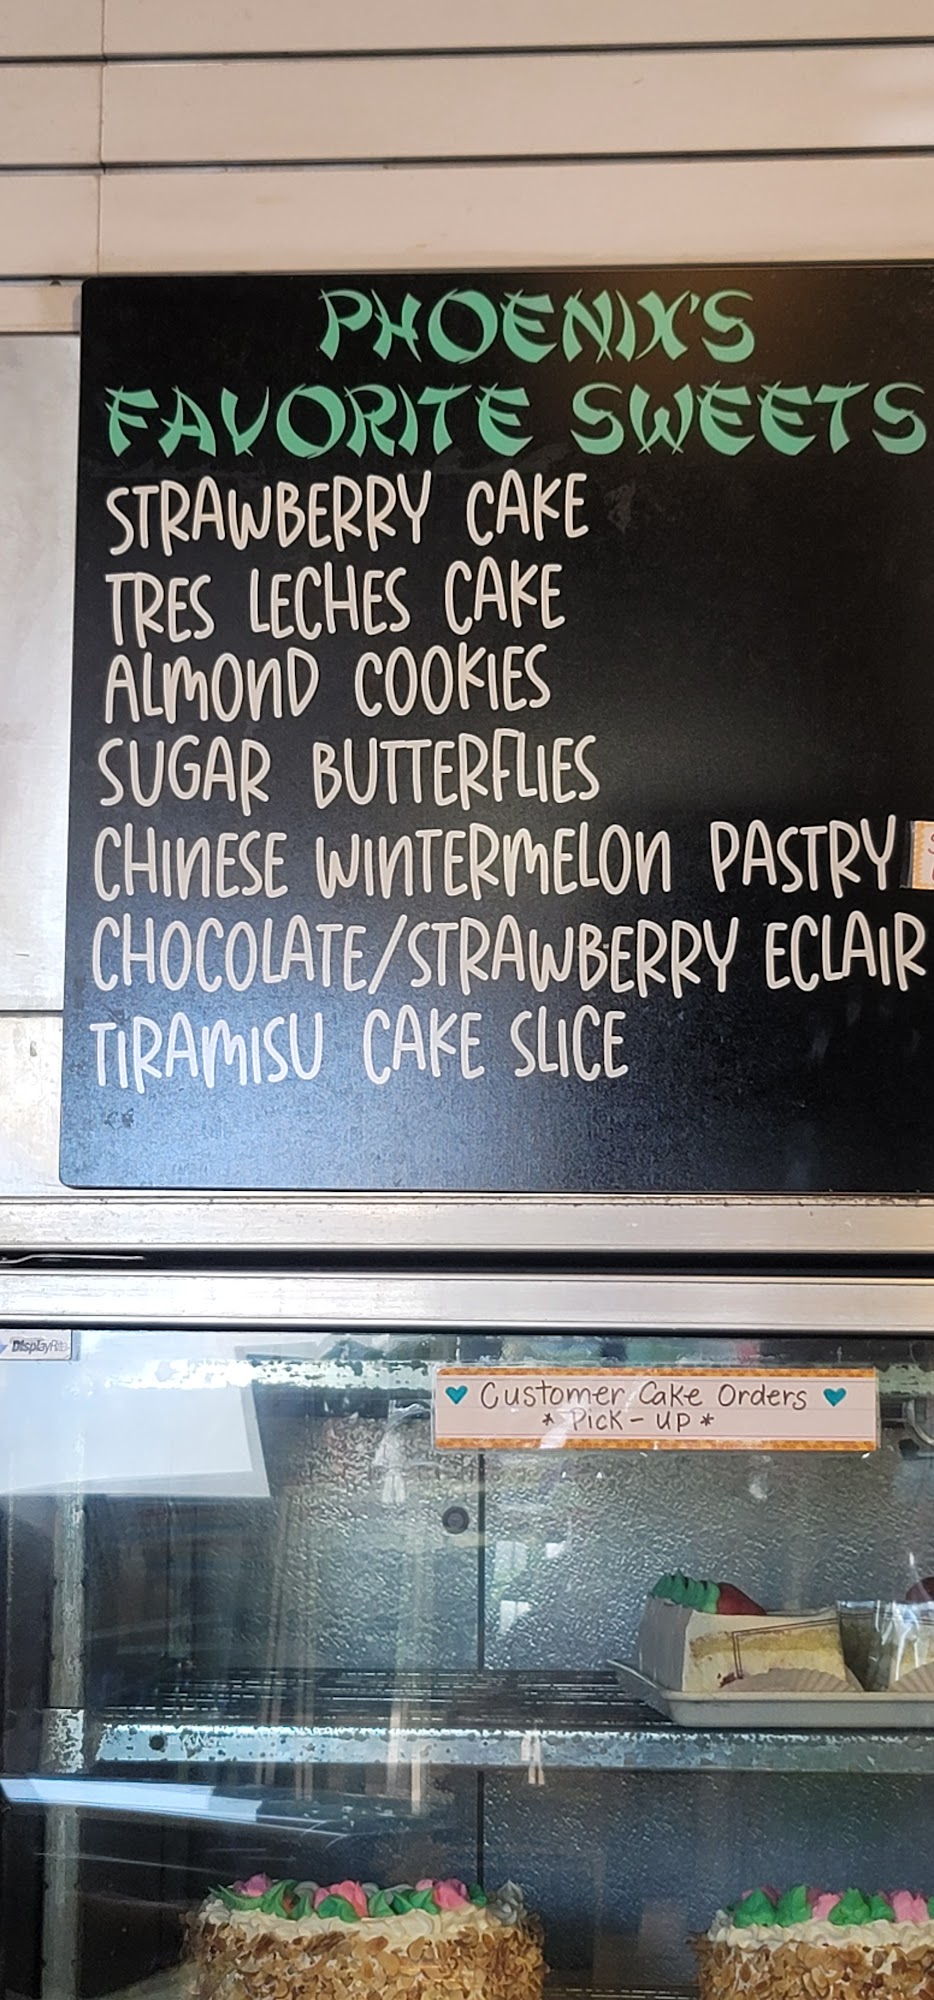 PHOENIX'S
FAVORITE SWEETS
STRAWBERRY CAKE
TRES LECHES CAKE
ALMOND COOKIES
SUGAR BUTTERFLIES
CHINESE WINTERMELON PASTRY
CHOCOLATE/STRAWBERRY ECLAIR
TIRAMISU CAKE SLICE
DisplayRite
Customer Cake Orders
* Pick-up *